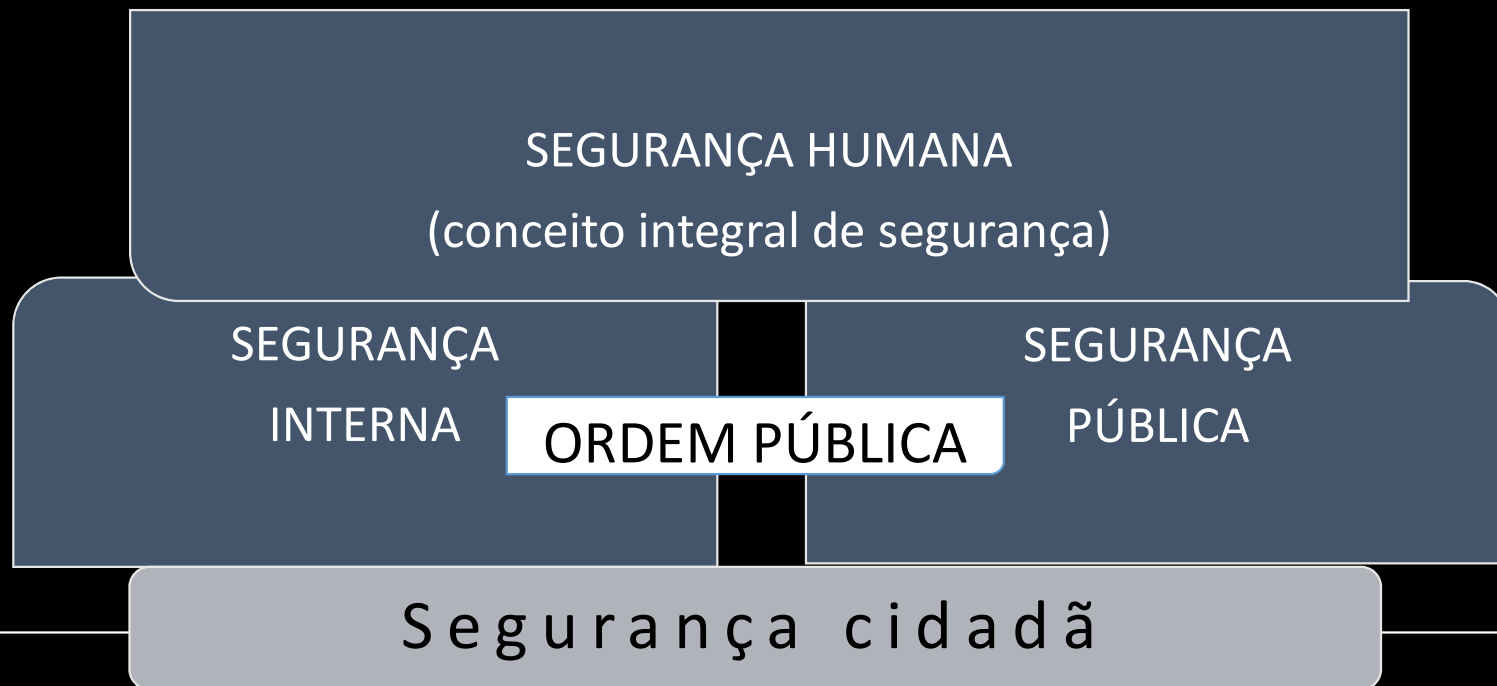 SEGURANÇA HUMANA
(conceito integral de segurança)
SEGURANÇA
INTERNA
ORDEM PÚBLICA
SEGURANÇA
PÚBLICA
Segurança cidadã